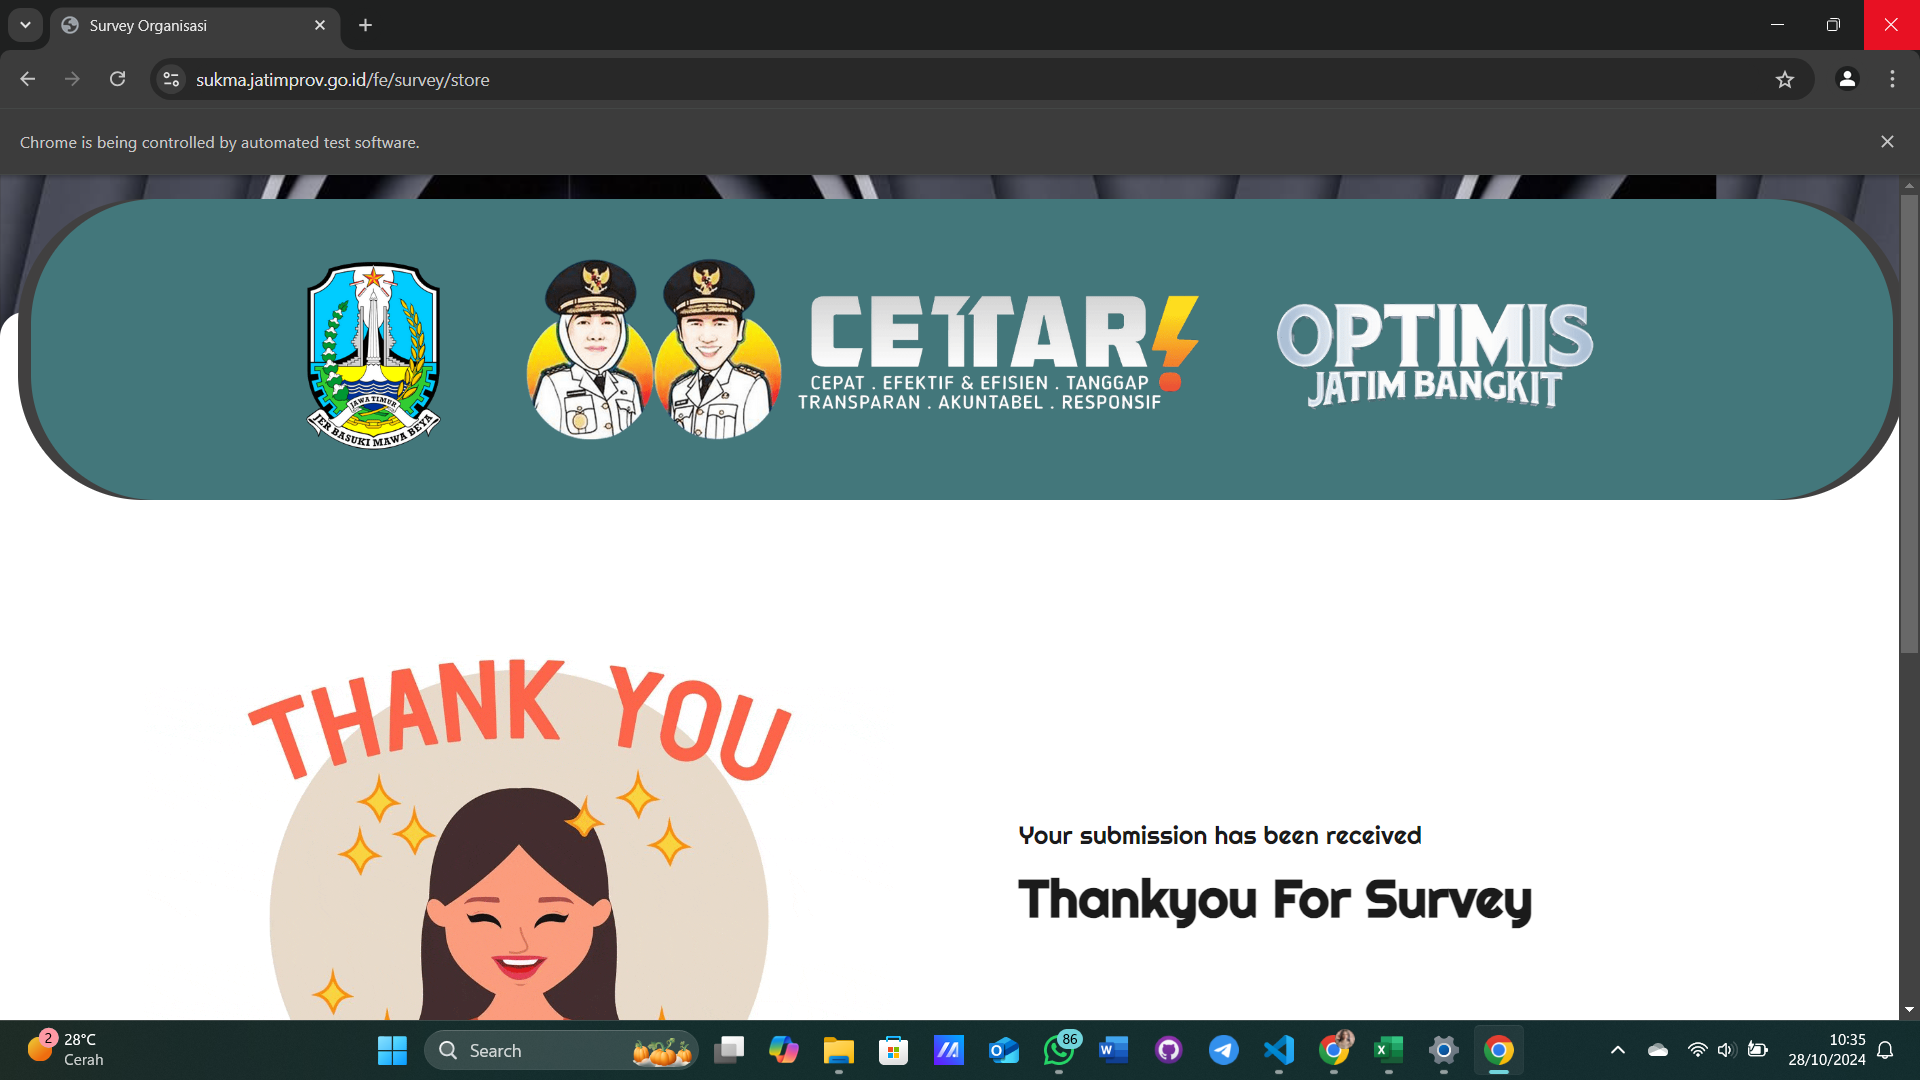 Survey Organisasi
sukma.jatimprov.go.id/fe/survey/store
Chrome is being controlled by automated test software.
JAWA TIMUR
JER BASUKI MAWA BEYA
CETTAR!
CEPAT . EFEKTIF & EFISIEN . TANGGAP
TRANSPARAN . AKUNTABEL . RESPONSIF
OPTIMIS
JATIM BANGKIT
THANK YOU
Your submission has been received
Thankyou For Survey
2
28°C
Cerah
Search
86
10:35
28/10/2024